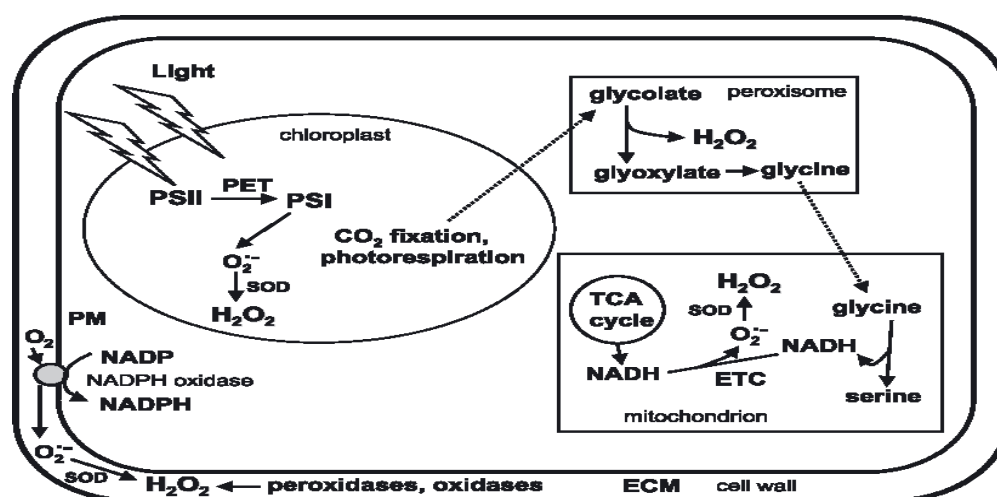 Light
chloroplast
PSII
PET
PSI
O₂˙⁻
SOD
H₂O₂
CO₂ fixation,
photorespiration
glycolate
peroxisome
H₂O₂
glyoxylate
glycine
TCA
cycle
H₂O₂
SOD
O₂˙⁻
glycine
NADH
NADH
ETC
serine
mitochondrion
PM
O₂
NADP
NADPH oxidase
NADPH
O₂˙⁻
SOD
H₂O₂
peroxidases, oxidases
ECM
cell wall